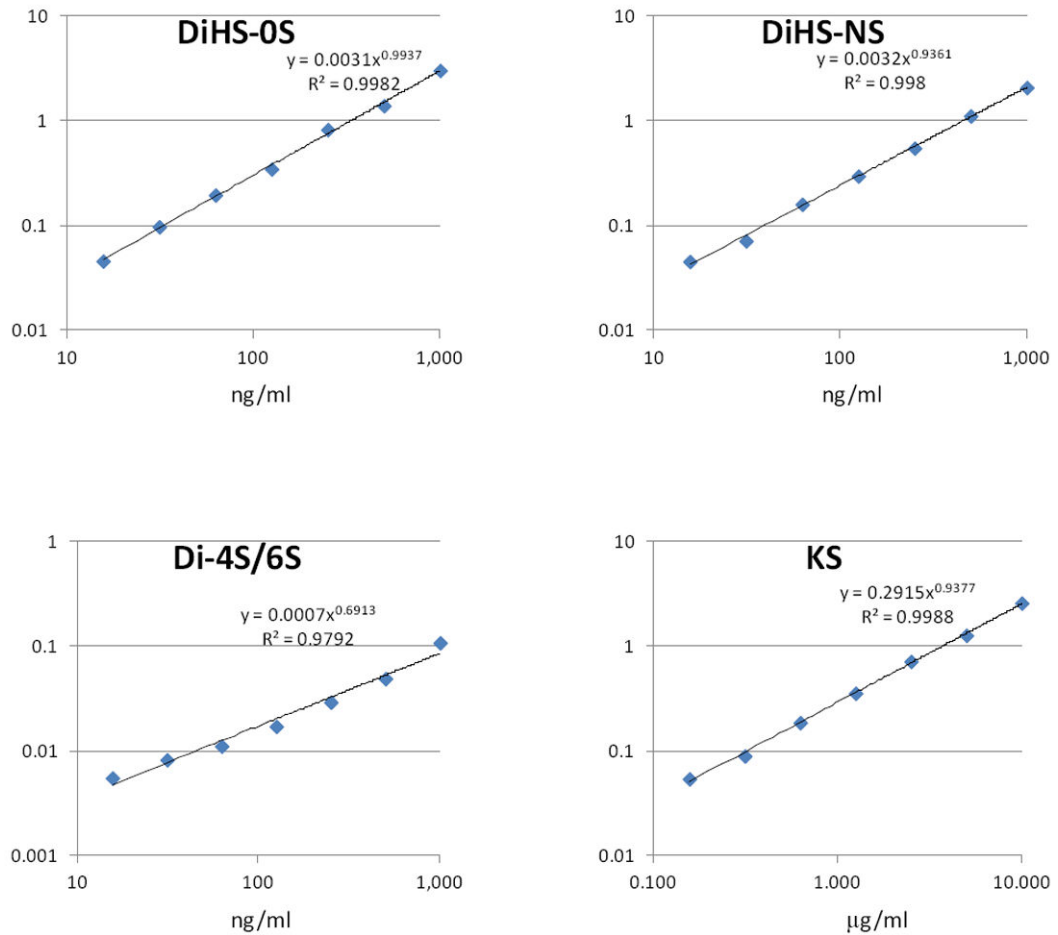 DiHS-0S
y = 0.0031x^0.9937
R² = 0.9982
10
1
0.1
0.01
10 100 1,000
ng/ml
DiHS-NS
y = 0.0032x^0.9361
R² = 0.998
10
1
0.1
0.01
10 100 1,000
ng/ml
Di-4S/6S
y = 0.0007x^0.6913
R² = 0.9792
1
0.1
0.01
0.001
10 100 1,000
ng/ml
KS
y = 0.2915x^0.9377
R² = 0.9988
10
1
0.1
0.01
0.100 1.000 10.000
μg/ml